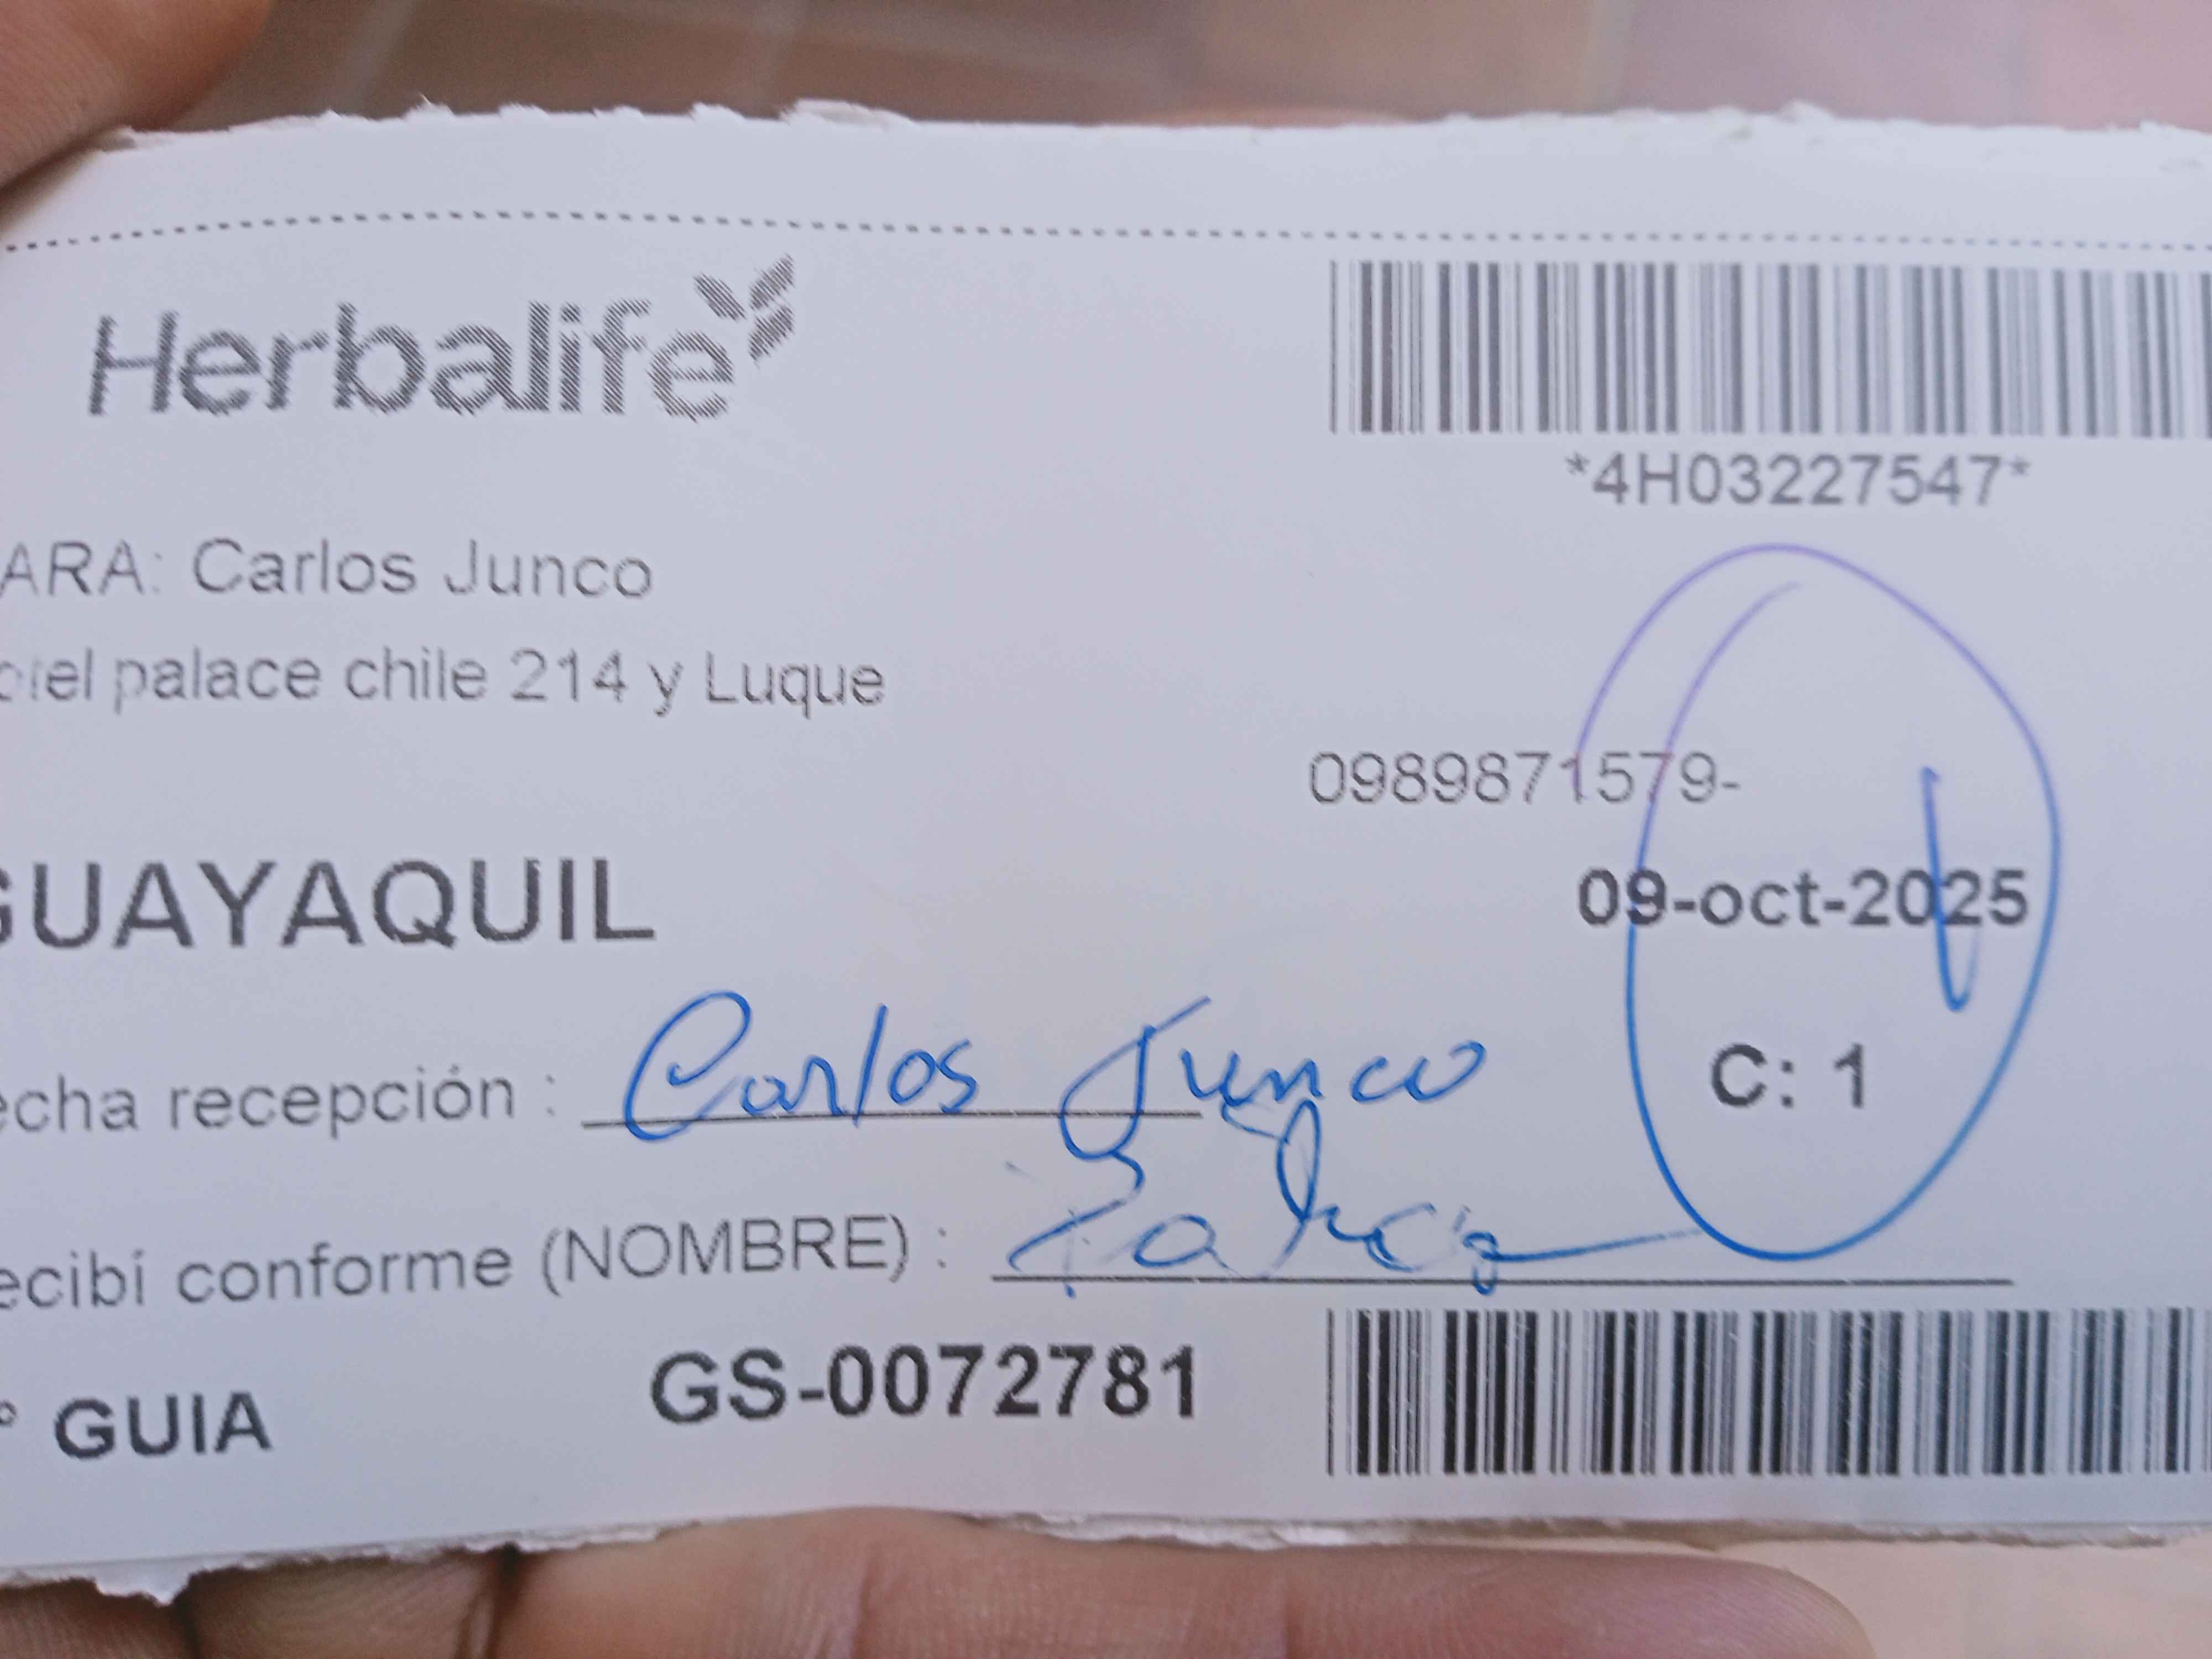 Herbalife
*4H03227547*
ARA: Carlos Junco
otel palace chile 214 y Luque
0989871579-
GUAYAQUIL
09-oct-2025
C: 1
echa recepción : Carlos Junco
ecibí conforme (NOMBRE) :
° GUIA GS-0072781